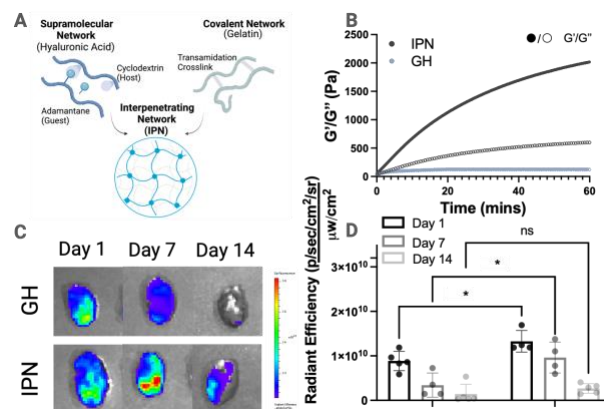 A
Supramolecular
Network
(Hyaluronic Acid)
Cyclodextrin
(Host)
Adamantane
(Guest)
Covalent Network
(Gelatin)
Transamidation
Crosslink
Interpenetrating
Network
(IPN)
B
IPN
GH
G'/G"
G'/G'' (Pa)
2500
2000
1500
1000
500
0
0 20 40 60
Time (mins)
C
Day 1 Day 7 Day 14
GH
IPN
D
Radiant Efficiency (p/sec/cm²/sr)
µw/cm²
Day 1
Day 7
Day 14
ns
*
*
3×10¹⁰
2×10¹⁰
1×10¹⁰
0